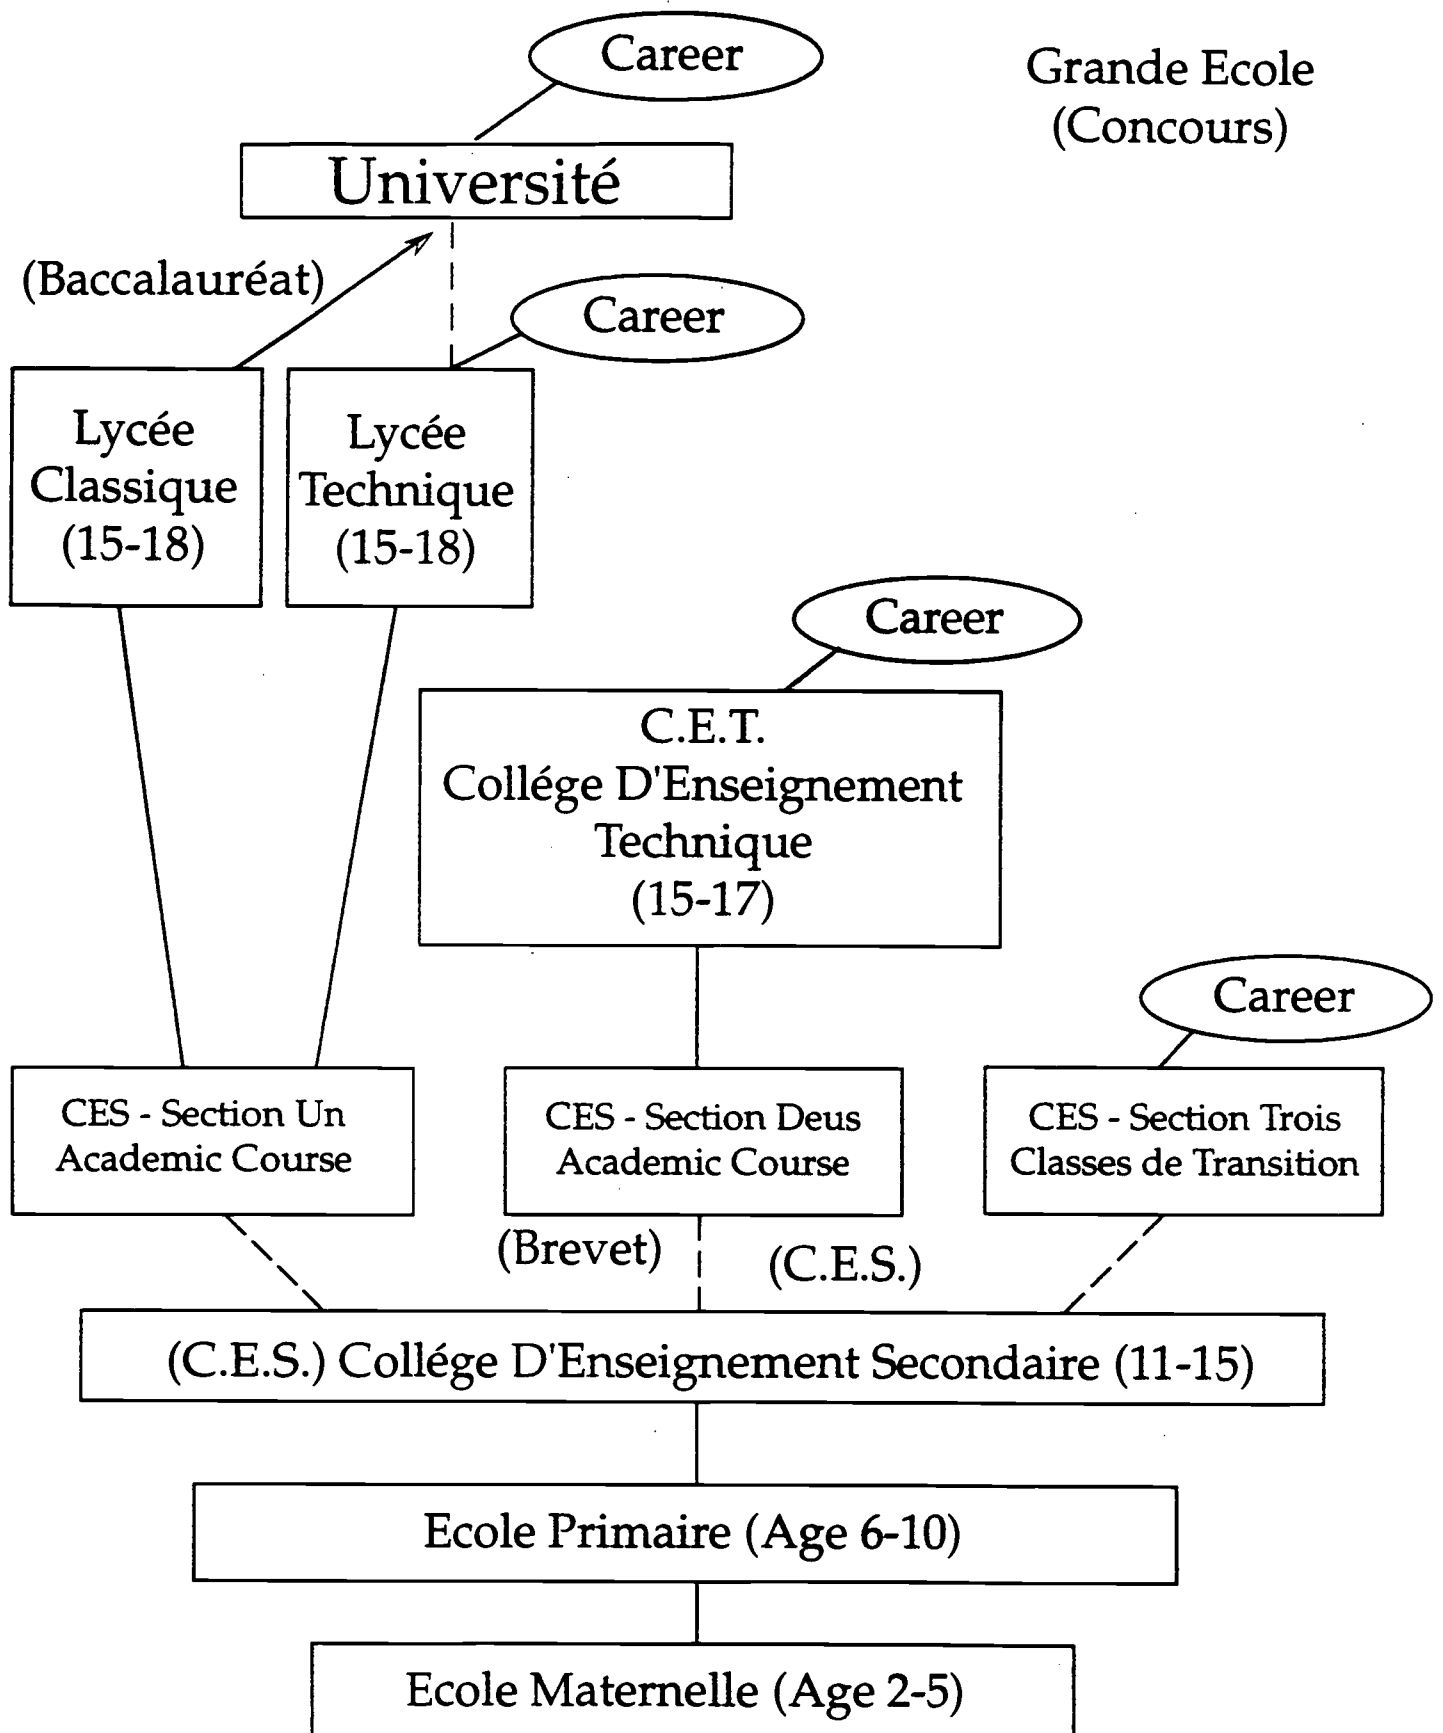 Career
Grande Ecole
(Concours)
Université
(Baccalauréat)
Career
Lycée
Classique
(15-18)
Lycée
Technique
(15-18)
Career
C.E.T.
Collége D'Enseignement
Technique
(15-17)
Career
CES - Section Un
Academic Course
CES - Section Deus
Academic Course
CES - Section Trois
Classes de Transition
(Brevet)
(C.E.S.)
(C.E.S.) Collége D'Enseignement Secondaire (11-15)
Ecole Primaire (Age 6-10)
Ecole Maternelle (Age 2-5)